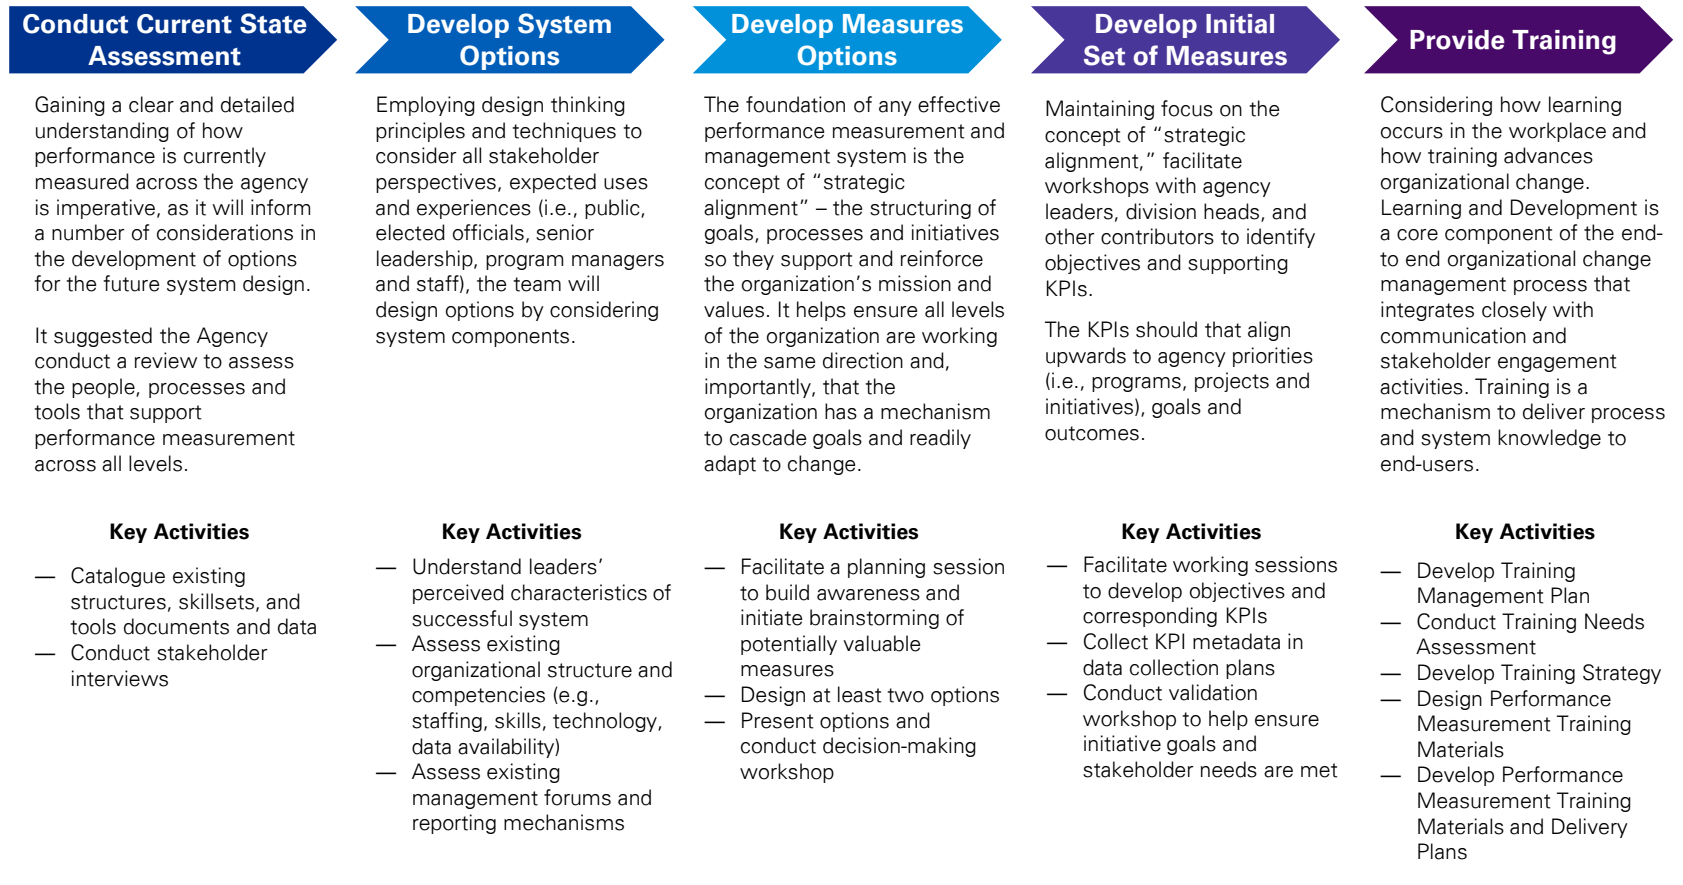 Conduct Current State
Assessment
Gaining a clear and detailed
understanding of how
performance is currently
measured across the agency
is imperative, as it will inform
a number of considerations in
the development of options
for the future system design.
It suggested the Agency
conduct a review to assess
the people, processes and
tools that support
performance measurement
across all levels.
Key Activities
— Catalogue existing
structures, skillsets, and
tools documents and data
— Conduct stakeholder
interviews
Develop System
Options
Employing design thinking
principles and techniques to
consider all stakeholder
perspectives, expected uses
and experiences (i.e., public,
elected officials, senior
leadership, program managers
and staff), the team will
design options by considering
system components.
Key Activities
— Understand leaders’
perceived characteristics of
successful system
— Assess existing
organizational structure and
competencies (e.g.,
staffing, skills, technology,
data availability)
— Assess existing
management forums and
reporting mechanisms
Develop Measures
Options
The foundation of any effective
performance measurement and
management system is the
concept of “strategic
alignment” – the structuring of
goals, processes and initiatives
so they support and reinforce
the organization’s mission and
values. It helps ensure all levels
of the organization are working
in the same direction and,
importantly, that the
organization has a mechanism
to cascade goals and readily
adapt to change.
Key Activities
— Facilitate a planning session
to build awareness and
initiate brainstorming of
potentially valuable
measures
— Design at least two options
— Present options and
conduct decision-making
workshop
Develop Initial
Set of Measures
Maintaining focus on the
concept of “strategic
alignment,” facilitate
workshops with agency
leaders, division heads, and
other contributors to identify
objectives and supporting
KPIs.
The KPIs should that align
upwards to agency priorities
(i.e., programs, projects and
initiatives), goals and
outcomes.
Key Activities
— Facilitate working sessions
to develop objectives and
corresponding KPIs
— Collect KPI metadata in
data collection plans
— Conduct validation
workshop to help ensure
initiative goals and
stakeholder needs are met
Provide Training
Considering how learning
occurs in the workplace and
how training advances
organizational change.
Learning and Development is
a core component of the end-
to end organizational change
management process that
integrates closely with
communication and
stakeholder engagement
activities. Training is a
mechanism to deliver process
and system knowledge to
end-users.
Key Activities
— Develop Training
Management Plan
— Conduct Training Needs
Assessment
— Develop Training Strategy
— Design Performance
Measurement Training
Materials
— Develop Performance
Measurement Training
Materials and Delivery
Plans